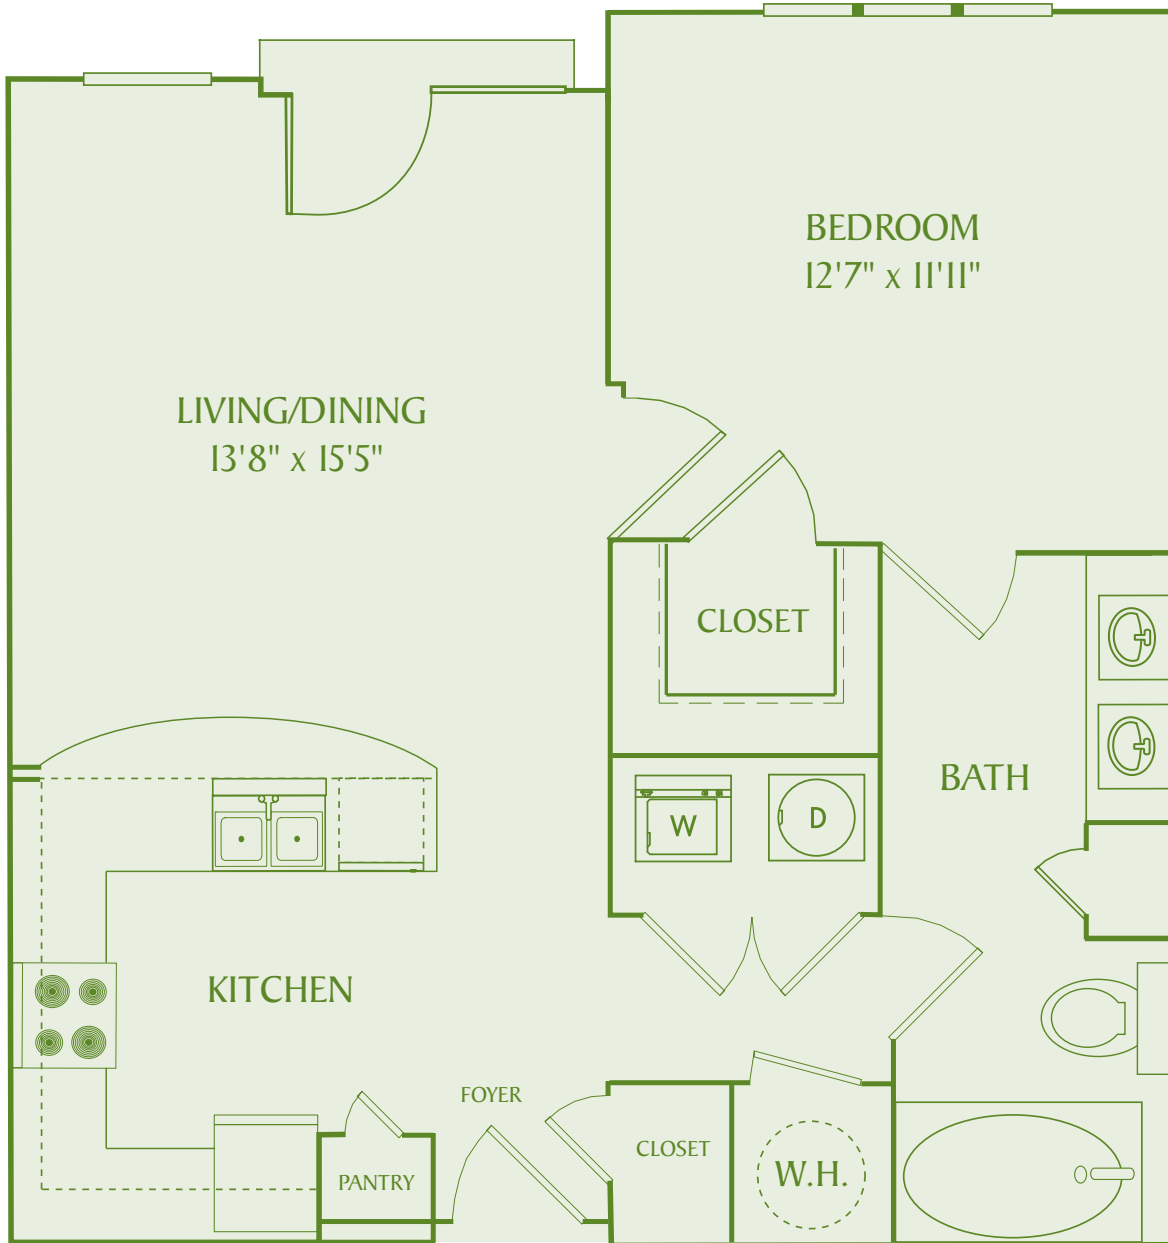 BEDROOM
12'7" x 11'11"
LIVING/DINING
13'8" x 15'5"
CLOSET
BATH
W
D
KITCHEN
FOYER
CLOSET
PANTRY
W.H.